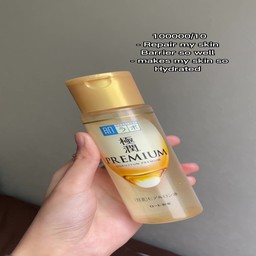 100000/10
- Repair my skin
Barrier so well
- makes my skin so
Hydrated
肌ラボ
極
潤
PREMIUM